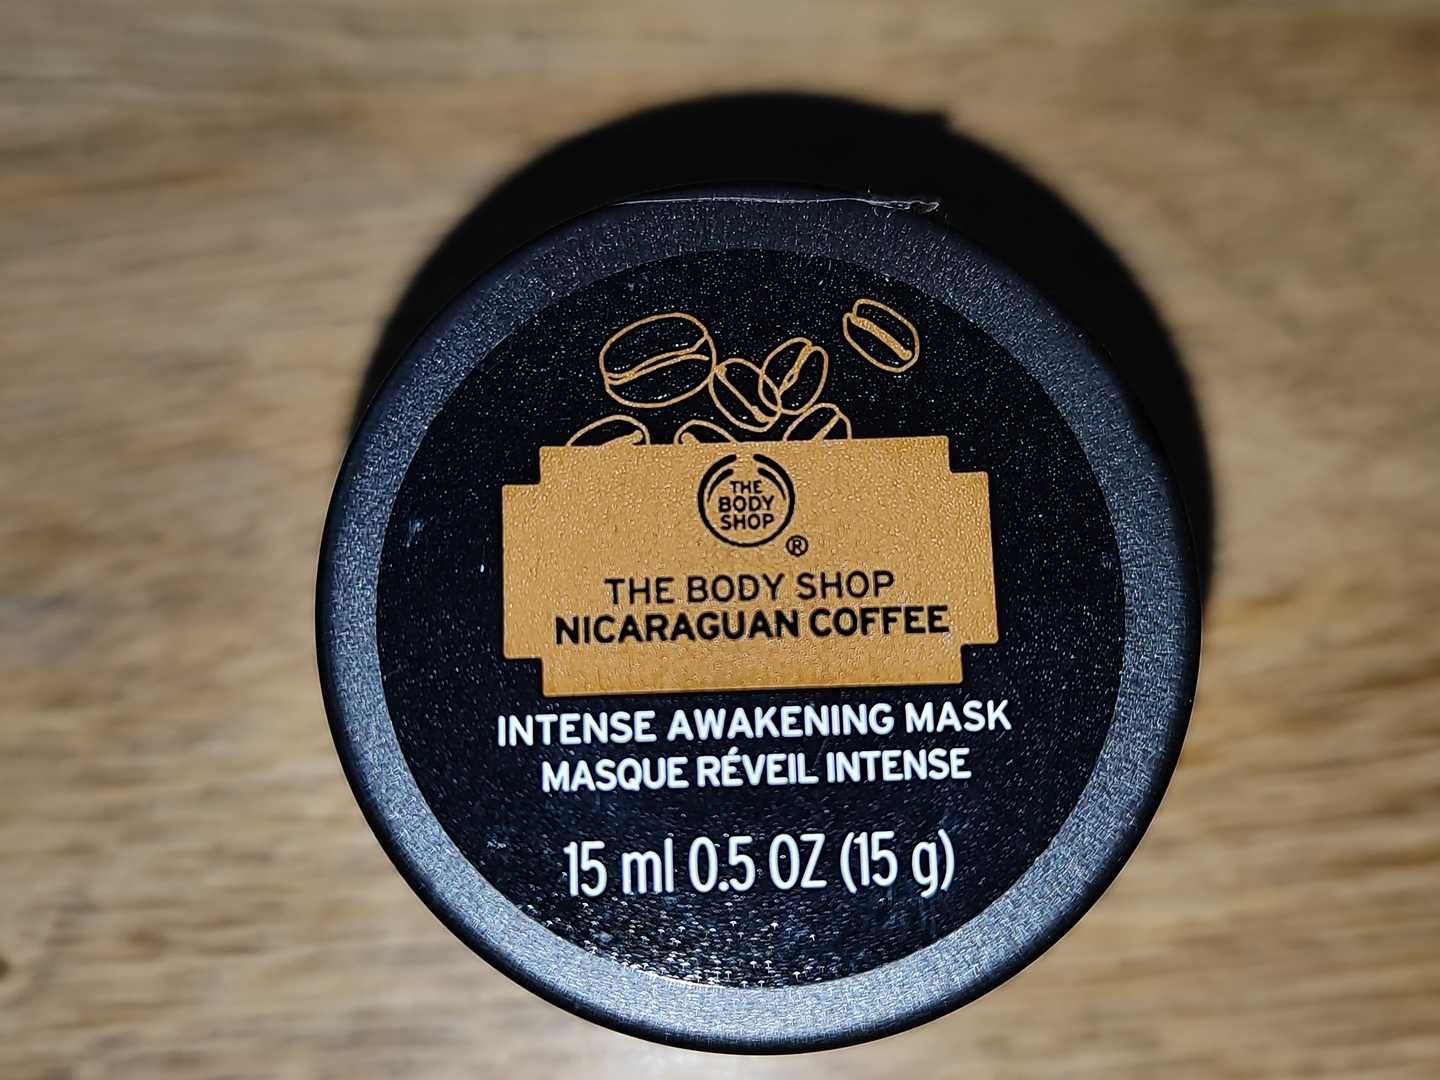 THE
BODY
SHOP
®
THE BODY SHOP
NICARAGUAN COFFEE
INTENSE AWAKENING MASK
MASQUE RÉVEIL INTENSE
15 ml 0.5 OZ (15 g)